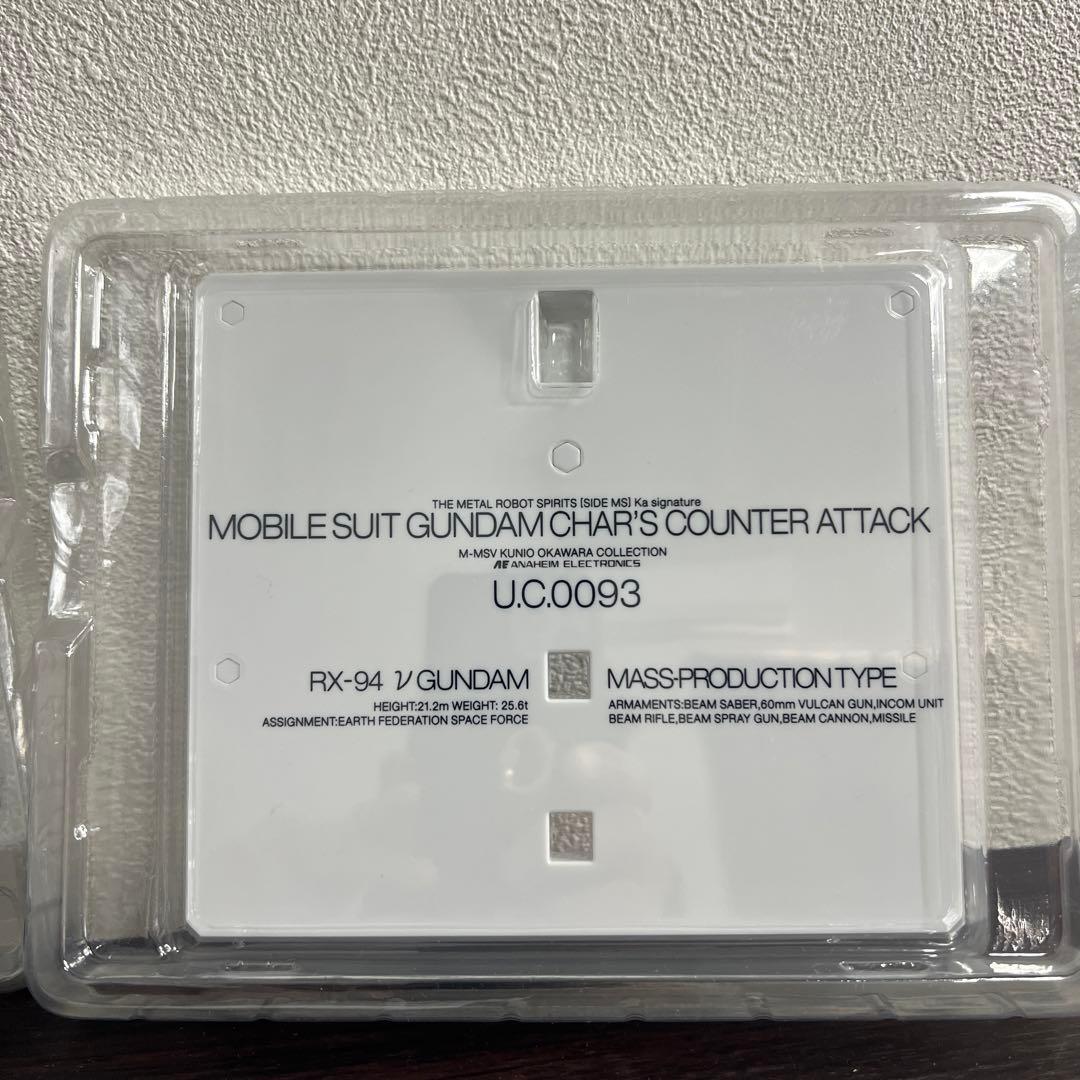 THE METAL ROBOT SPIRITS [SIDE MS] Ka signature
MOBILE SUIT GUNDAM CHAR'S COUNTER ATTACK
M-MSV KUNIO OKAWARA COLLECTION
AE ANAHEIM ELECTRONICS
U.C.0093
RX-94 ν GUNDAM
HEIGHT:21.2m WEIGHT: 25.6t
ASSIGNMENT:EARTH FEDERATION SPACE FORCE
MASS-PRODUCTION TYPE
ARMAMENTS:BEAM SABER,60mm VULCAN GUN,INCOM UNIT
BEAM RIFLE,BEAM SPRAY GUN,BEAM CANNON,MISSILE